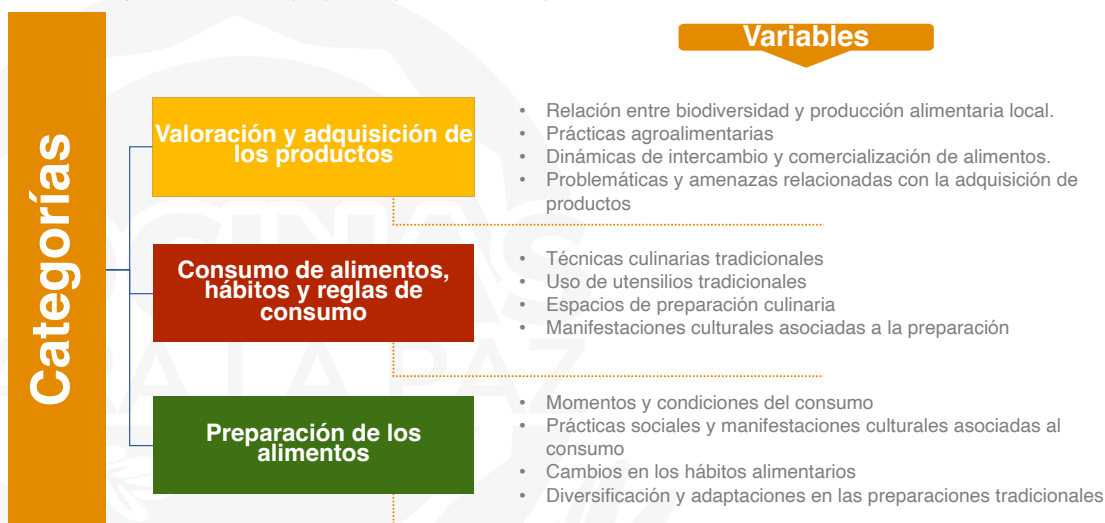 Variables
Categorías
Valoración y adquisición de
los productos
• Relación entre biodiversidad y producción alimentaria local.
• Prácticas agroalimentarias
• Dinámicas de intercambio y comercialización de alimentos.
• Problemáticas y amenazas relacionadas con la adquisición de
productos
Consumo de alimentos,
hábitos y reglas de
consumo
• Técnicas culinarias tradicionales
• Uso de utensilios tradicionales
• Espacios de preparación culinaria
• Manifestaciones culturales asociadas a la preparación
Preparación de los
alimentos
• Momentos y condiciones del consumo
• Prácticas sociales y manifestaciones culturales asociadas al
consumo
• Cambios en los hábitos alimentarios
• Diversificación y adaptaciones en las preparaciones tradicionales
LA PAZ